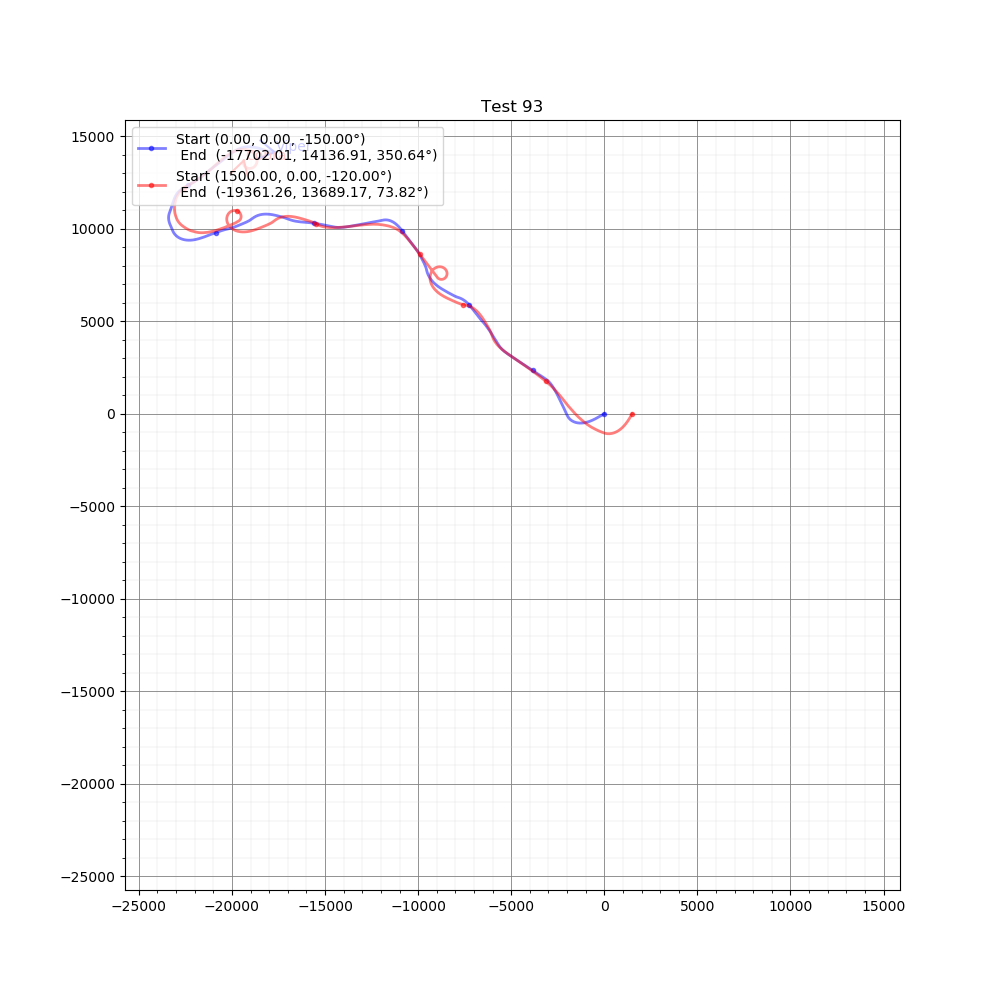 Test 93
Start (0.00, 0.00, -150.00°)
End (-17702.01, 14136.91, 350.64°)
Start (1500.00, 0.00, -120.00°)
End (-19361.26, 13689.17, 73.82°)
15000
10000
5000
0
−5000
−10000
−15000
−20000
−25000
−25000 −20000 −15000 −10000 −5000 0 5000 10000 15000